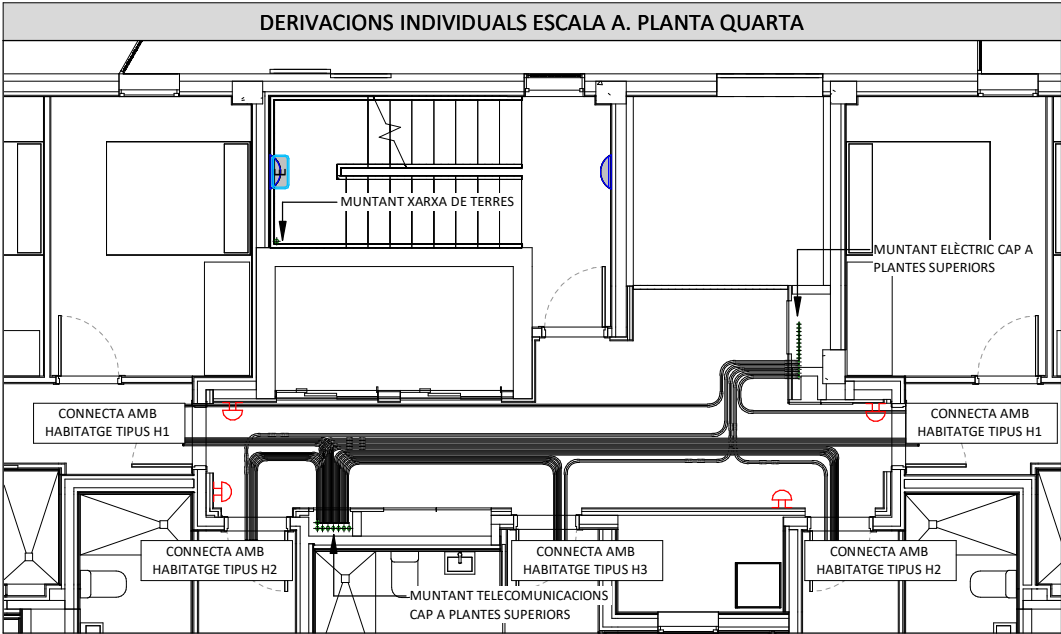 DERIVACIONS INDIVIDUALS ESCALA A. PLANTA QUARTA
MUNTANT XARXA DE TERRES
MUNTANT ELÈCTRIC CAP A
PLANTES SUPERIORS
CONNECTA AMB
HABITATGE TIPUS H1
CONNECTA AMB
HABITATGE TIPUS H1
CONNECTA AMB
HABITATGE TIPUS H2
CONNECTA AMB
HABITATGE TIPUS H3
CONNECTA AMB
HABITATGE TIPUS H2
MUNTANT TELECOMUNICACIONS
CAP A PLANTES SUPERIORS